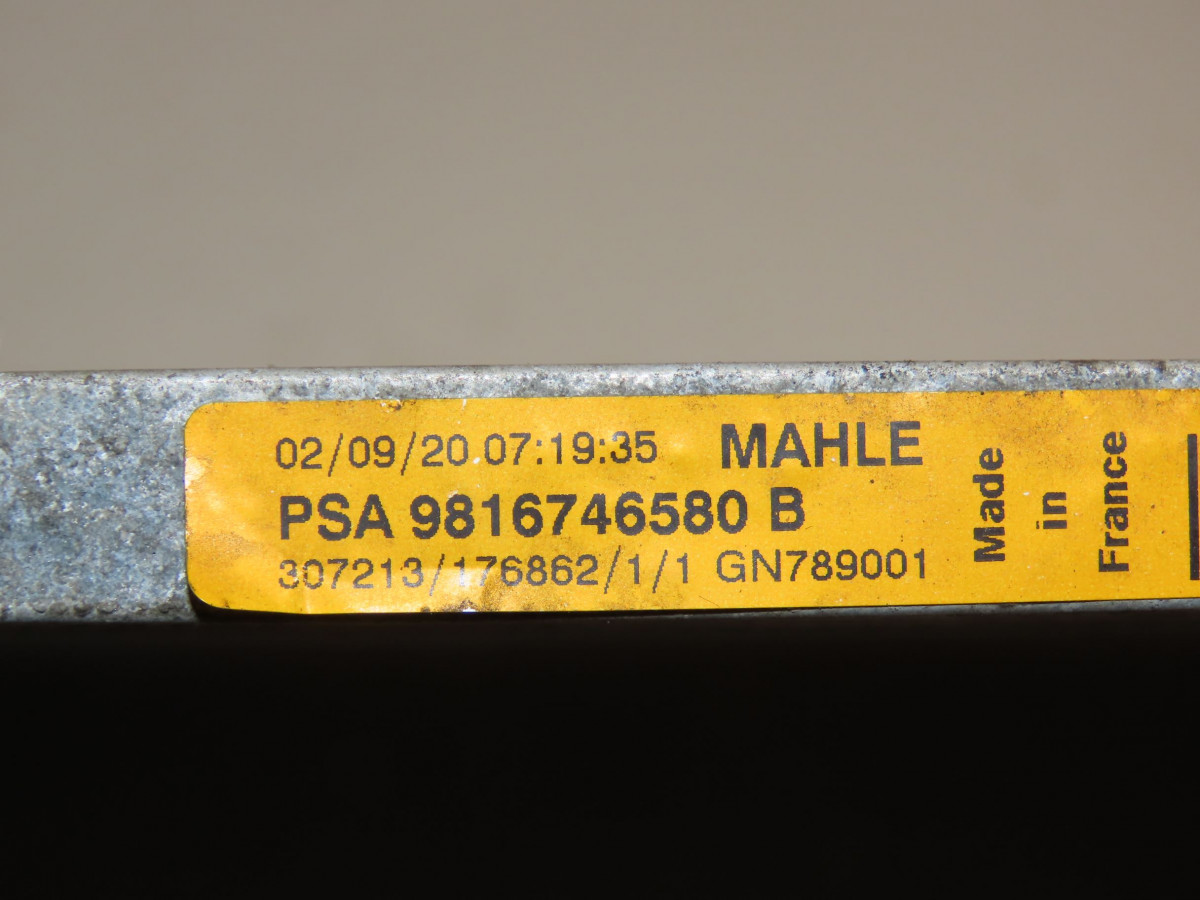 02/09/20 07:19:35 MAHLE
PSA 9816746580 B
307213/176862/1/1 GN789001
Made
in
France